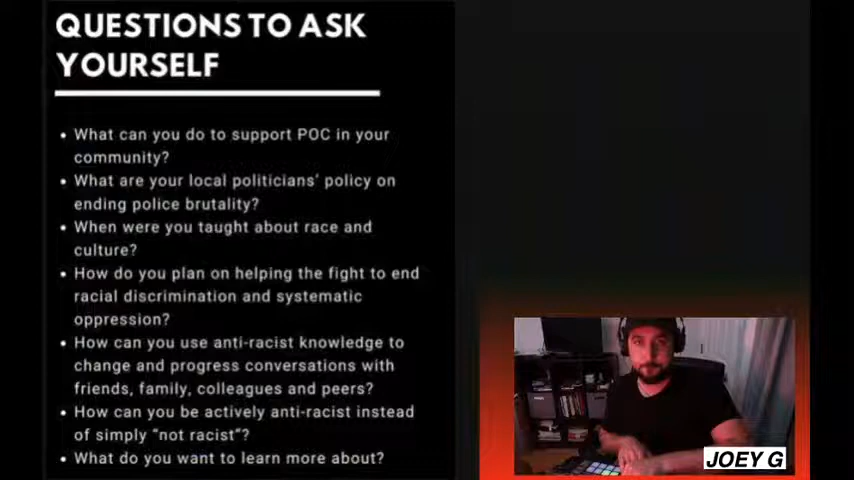 QUESTIONS TO ASK
YOURSELF
• What can you do to support POC in your
community?
• What are your local politicians' policy on
ending police brutality?
• When were you taught about race and
culture?
• How do you plan on helping the fight to end
racial discrimination and systematic
oppression?
• How can you use anti-racist knowledge to
change and progress conversations with
friends, family, colleagues and peers?
• How can you be actively anti-racist instead
of simply "not racist"?
• What do you want to learn more about?
JOEY G